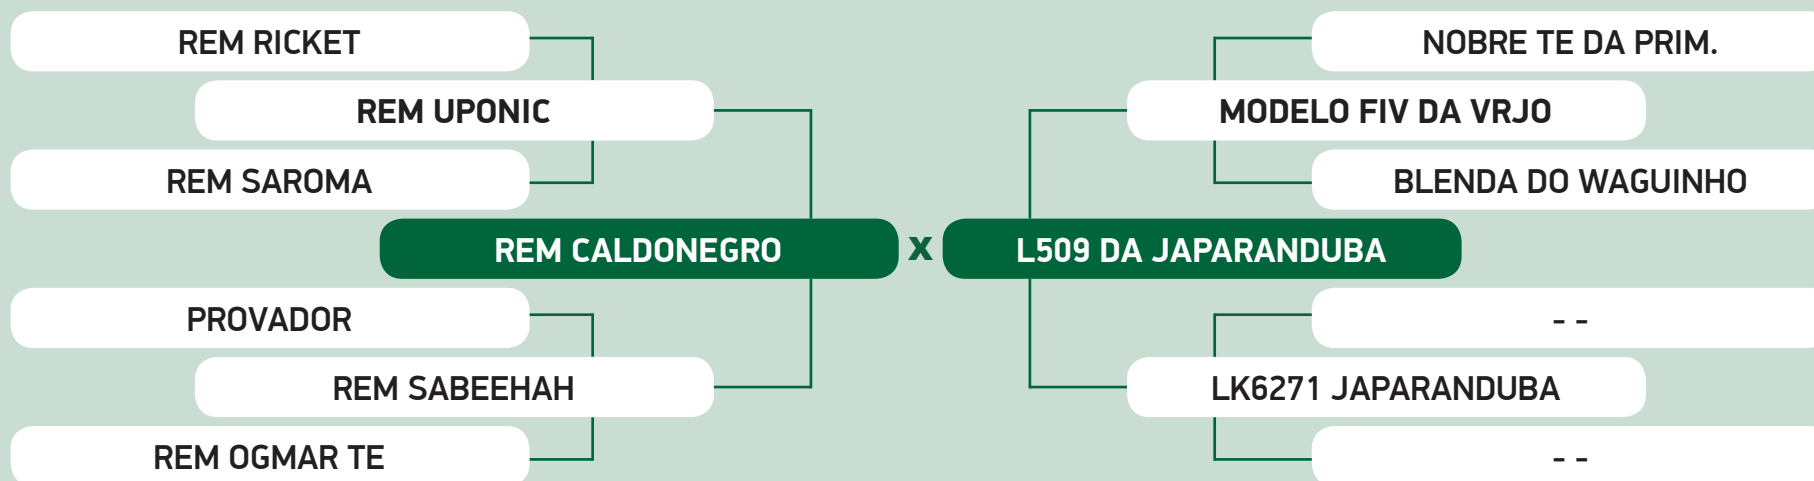 REM RICKET
NOBRE TE DA PRIM.
REM UPONIC
MODELO FIV DA VRJO
REM SAROMA
BLENDA DO WAGUINHO
REM CALDONEGRO X L509 DA JAPARANDUBA
PROVADOR
- -
REM SABEEHAH
LK6271 JAPARANDUBA
REM OGMAR TE
- -